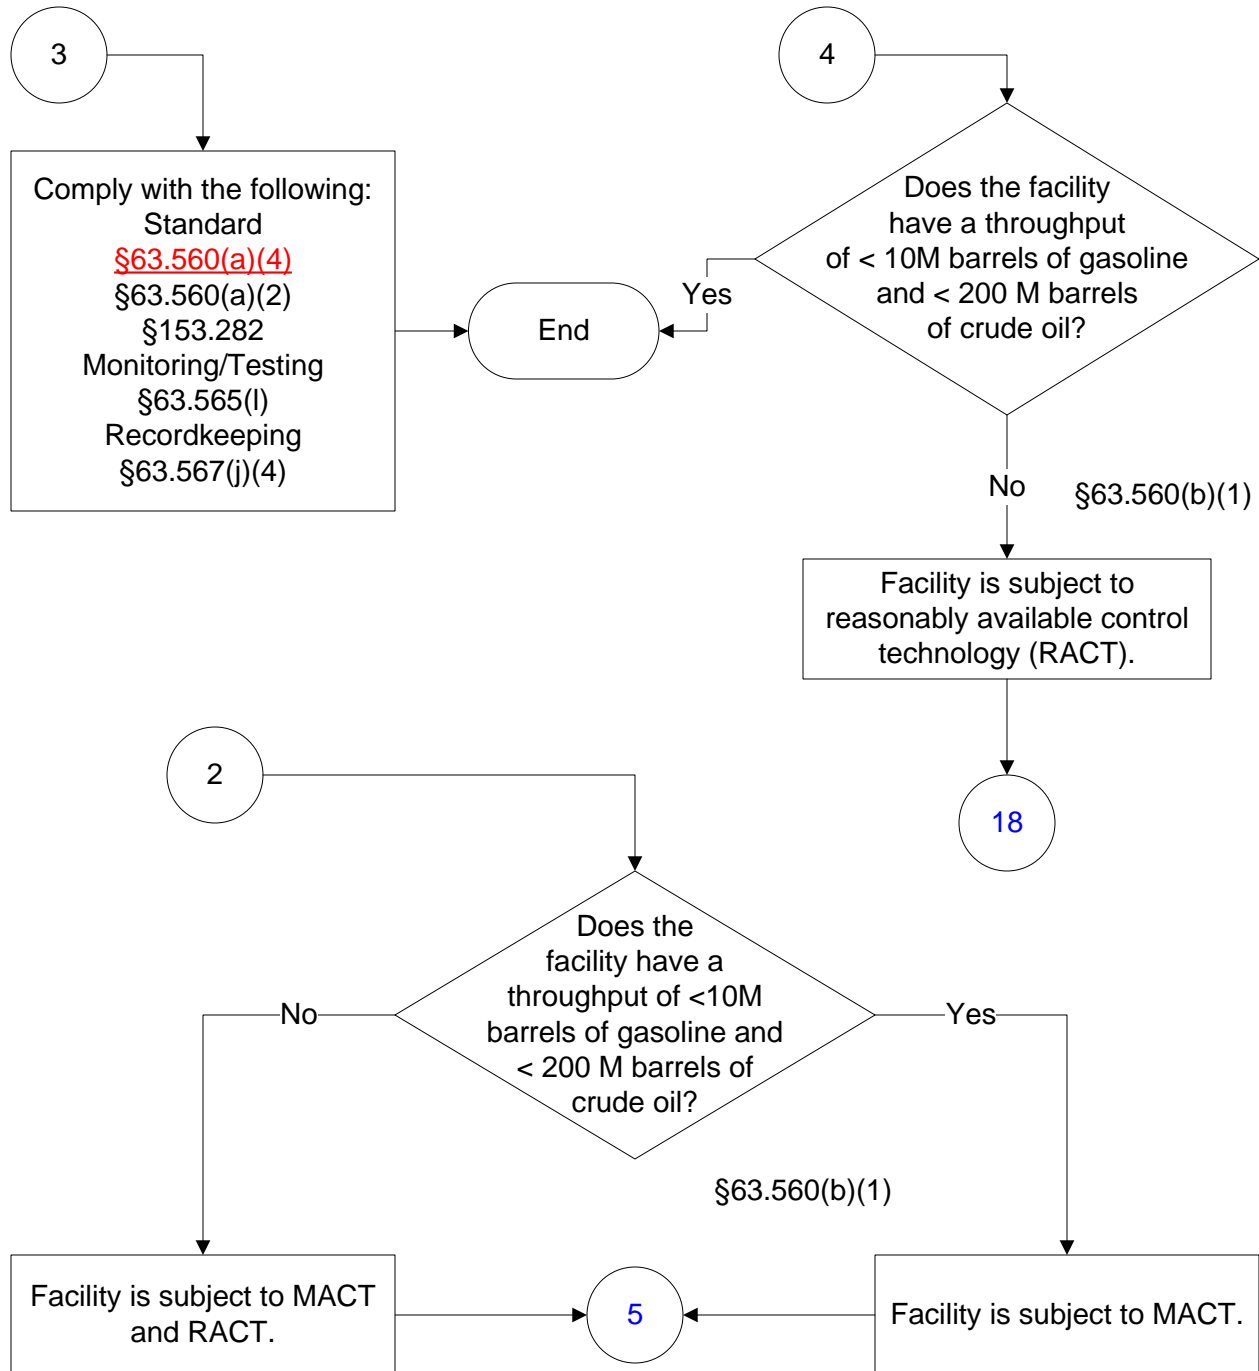 3
Comply with the following:
Standard
§63.560(a)(4)
§63.560(a)(2)
§153.282
Monitoring/Testing
§63.565(l)
Recordkeeping
§63.567(j)(4)
End
Yes
4
Does the facility
have a throughput
of < 10M barrels of gasoline
and < 200 M barrels
of crude oil?
No
§63.560(b)(1)
Facility is subject to
reasonably available control
technology (RACT).
18
2
Does the
facility have a
throughput of <10M
barrels of gasoline and
< 200 M barrels of
crude oil?
No
Yes
§63.560(b)(1)
Facility is subject to MACT
and RACT.
5
Facility is subject to MACT.